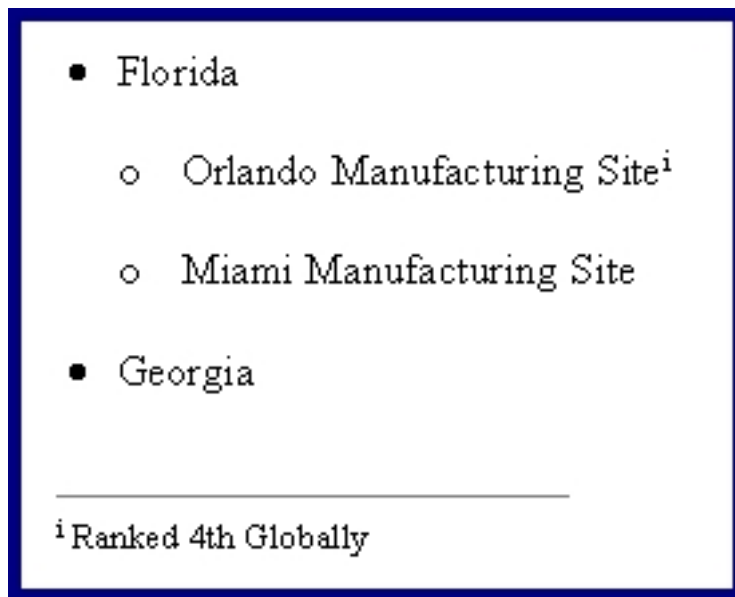 • Florida
o Orlando Manufacturing Siteⁱ
o Miami Manufacturing Site
• Georgia
ⁱ Ranked 4th Globally